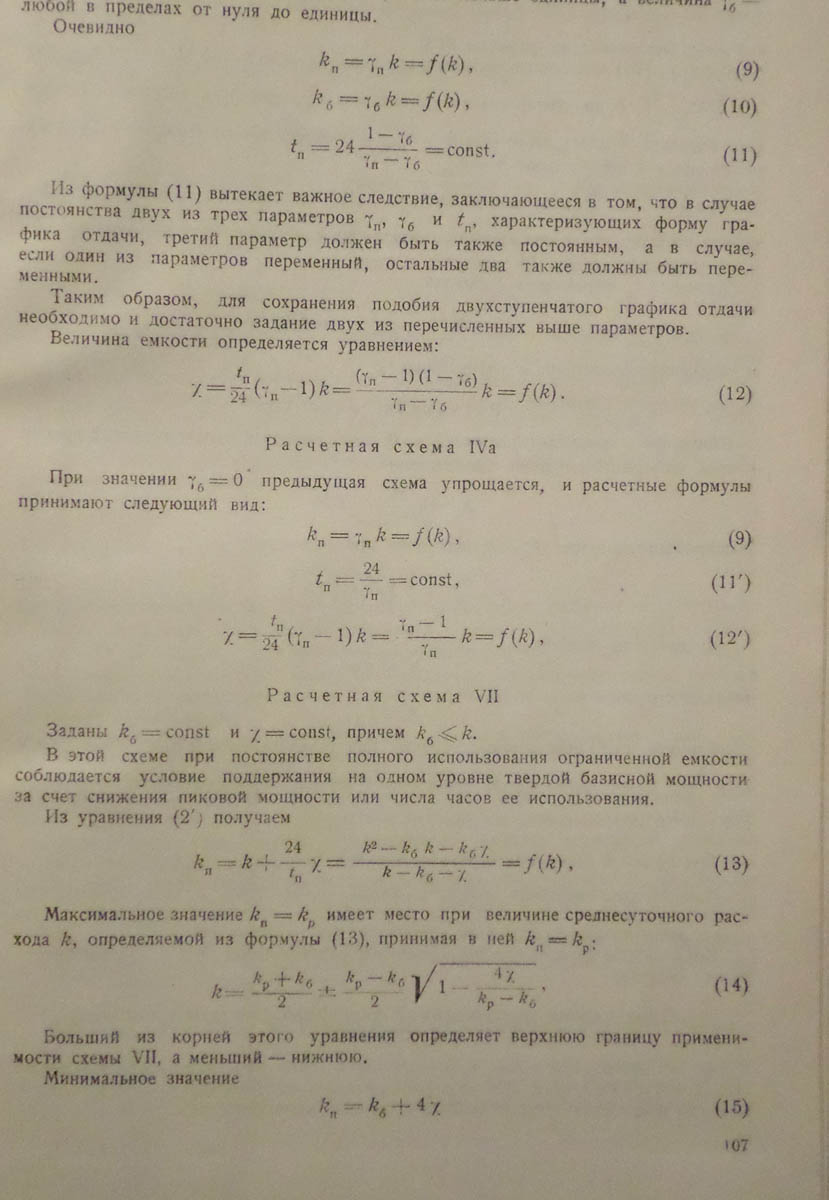 любой в пределах от нуля до единицы, а величина γб —
Очевидно
kп = γп k = f(k), (9)
kб = γб k = f(k), (10)
tп = 24 (1 — γб)/(γп — γб) = const. (11)
Из формулы (11) вытекает важное следствие, заключающееся в том, что в случае
постоянства двух из трех параметров γп, γб и tп, характеризующих форму гра-
фика отдачи, третий параметр должен быть также постоянным, а в случае,
если один из параметров переменный, остальные два также должны быть пере-
менными.
Таким образом, для сохранения подобия двухступенчатого графика отдачи
необходимо и достаточно задание двух из перечисленных выше параметров.
Величина емкости определяется уравнением:
χ = tп/24 (γп — 1) k = (γп — 1) (1 — γб)/(γп — γб) k = f(k). (12)
Расчетная схема IVа
При значении γб = 0 предыдущая схема упрощается, и расчетные формулы
принимают следующий вид:
kп = γп k = f(k), (9)
tп = 24/γп = const, (11′)
χ = tп/24 (γп — 1) k = (γп — 1)/γп k = f(k), (12′)
Расчетная схема VII
Заданы kб = const и χ = const, причем kб ⩽ k.
В этой схеме при постоянстве полного использования ограниченной емкости
соблюдается условие поддержания на одном уровне твердой базисной мощности
за счет снижения пиковой мощности или числа часов ее использования.
Из уравнения (2′) получаем
kп = k + 24/tп χ = (k² — kб k — kб χ)/(k — kб — χ) = f(k), (13)
Максимальное значение kп = kр имеет место при величине среднесуточного рас-
хода k, определяемой из формулы (13), принимая в ней kп = kр:
k = (kр + kб)/2 ± (kр — kб)/2 √(1 — 4χ/(kр — kб)), (14)
Больший из корней этого уравнения определяет верхнюю границу примени-
мости схемы VII, а меньший — нижнюю.
Минимальное значение
kп = kб + 4χ (15)
107